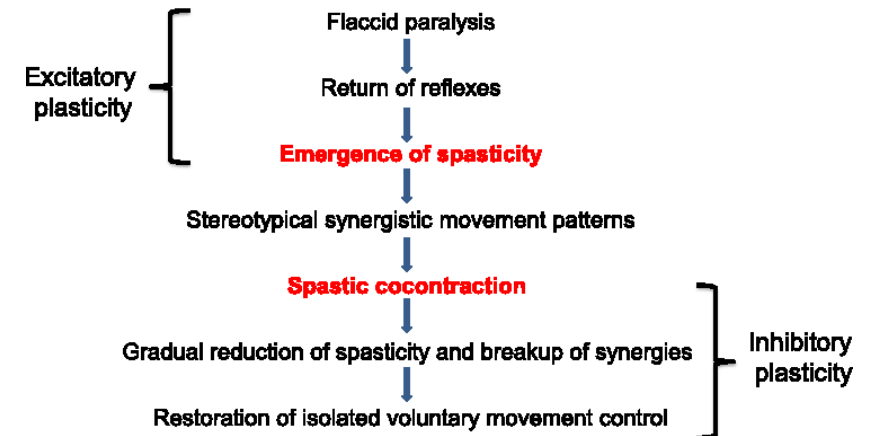 Flaccid paralysis
Excitatory
plasticity
Return of reflexes
Emergence of spasticity
Stereotypical synergistic movement patterns
Spastic cocontraction
Gradual reduction of spasticity and breakup of synergies
Inhibitory
plasticity
Restoration of isolated voluntary movement control